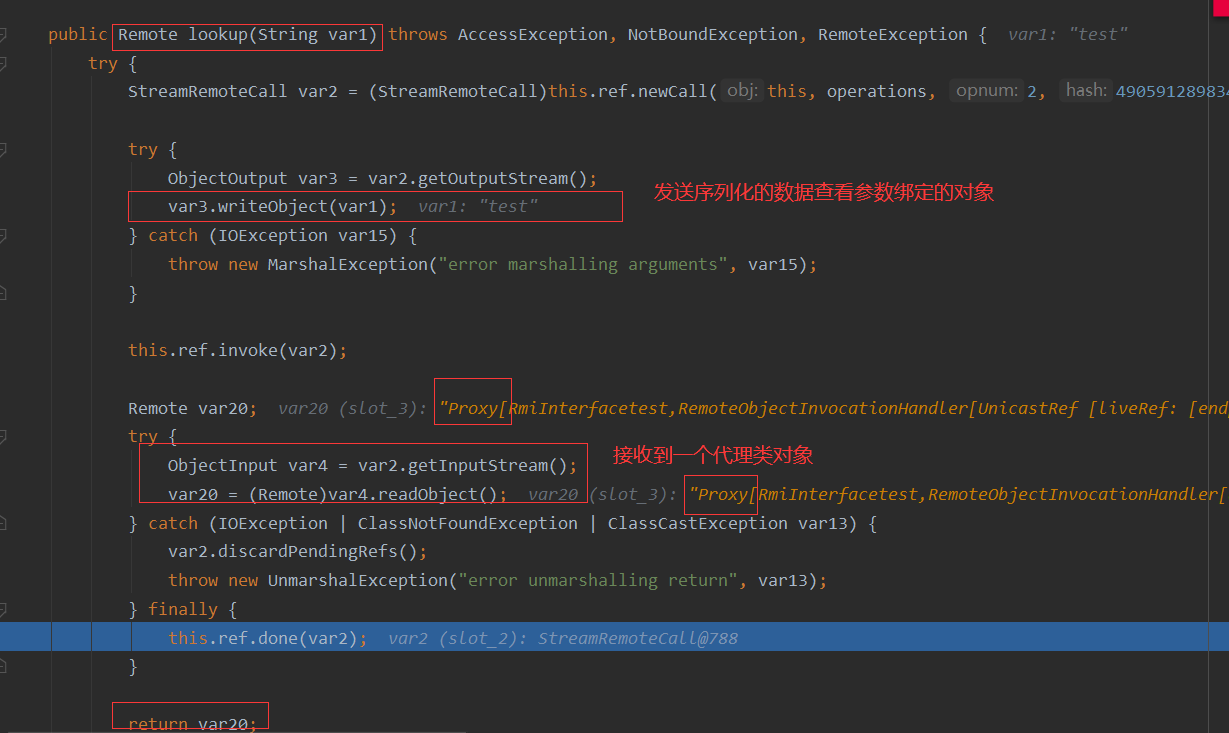 public Remote lookup(String var1) throws AccessException, NotBoundException, RemoteException { var1: "test"
try {
StreamRemoteCall var2 = (StreamRemoteCall)this.ref.newCall( obj: this, operations, opnum: 2, hash: 490591289834
try {
ObjectOutput var3 = var2.getOutputStream();
发送序列化的数据查看参数绑定的对象
var3.writeObject(var1); var1: "test"
} catch (IOException var15) {
throw new MarshalException("error marshalling arguments", var15);
}
this.ref.invoke(var2);
Remote var20; var20 (slot_3): "Proxy[RmiInterfacetest,RemoteObjectInvocationHandler[UnicastRef [liveRef: [end
try {
接收到一个代理类对象
ObjectInput var4 = var2.getInputStream();
var20 = (Remote)var4.readObject(); var20 (slot_3): "Proxy[RmiInterfacetest,RemoteObjectInvocationHandler[
} catch (IOException | ClassNotFoundException | ClassCastException var13) {
var2.discardPendingRefs();
throw new UnmarshalException("error unmarshalling return", var13);
} finally {
this.ref.done(var2); var2 (slot_2): StreamRemoteCall@788
}
return var20;